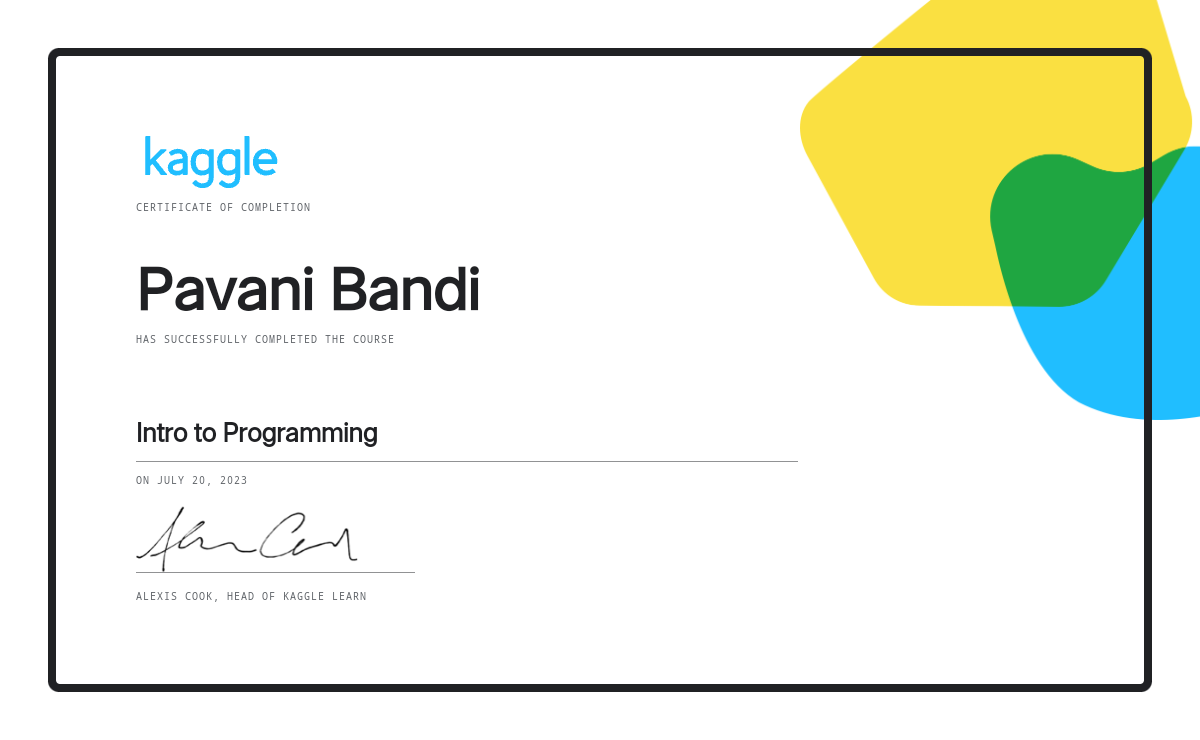 kaggle
CERTIFICATE OF COMPLETION
Pavani Bandi
HAS SUCCESSFULLY COMPLETED THE COURSE
Intro to Programming
ON JULY 20, 2023
ALEXIS COOK, HEAD OF KAGGLE LEARN